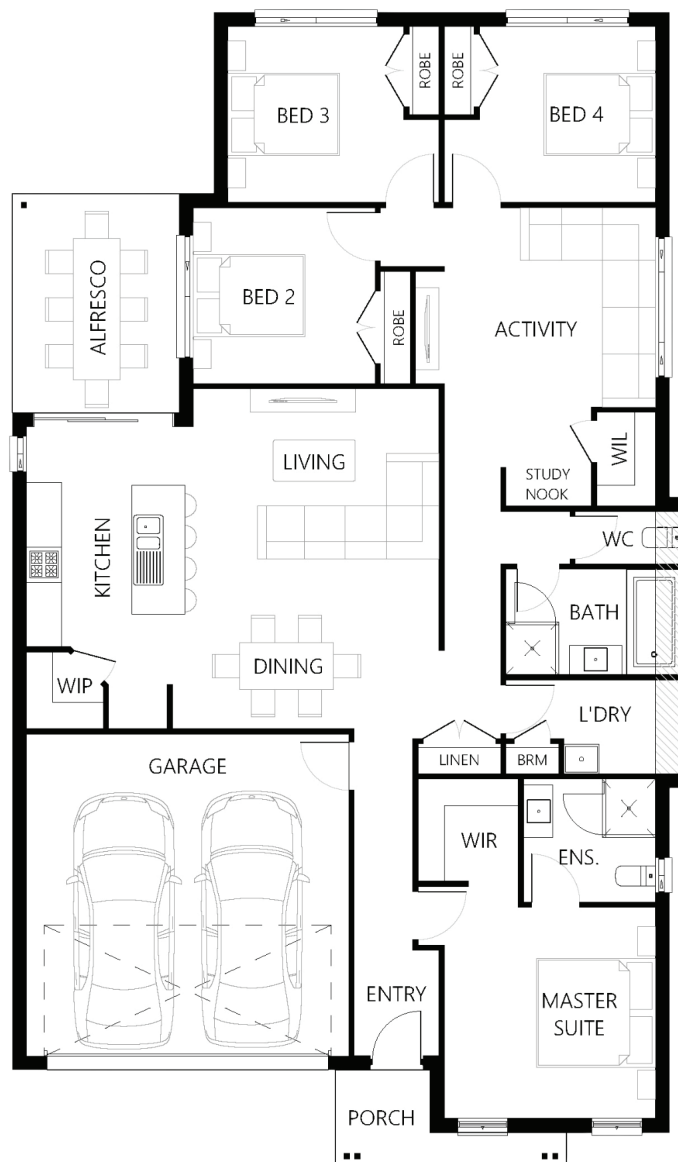 ROBE
ROBE
BED 3
BED 4
ALFRESCO
BED 2
ROBE
ACTIVITY
LIVING
WIL
STUDY
NOOK
KITCHEN
WC
BATH
DINING
WIP
L'DRY
LINEN
BRM
GARAGE
WIR
ENS.
ENTRY
MASTER
SUITE
PORCH